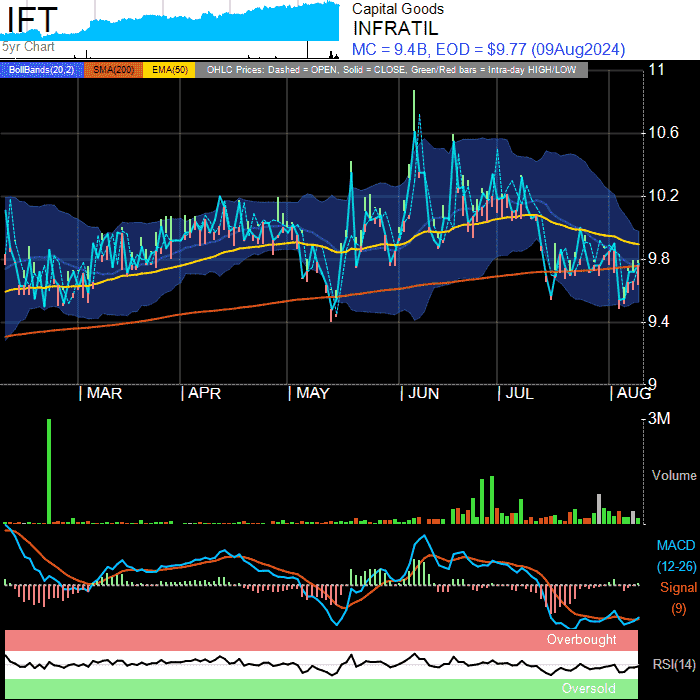 IFT
5yr Chart
Capital Goods
INFRATIL
MC = 9.4B, EOD = $9.77 (09Aug2024)
BollBands(20,2) SMA(200) EMA(50) OHLC Prices: Dashed = OPEN, Solid = CLOSE, Green/Red bars = Intra-day HIGH/LOW
11
10.6
10.2
9.8
9.4
9
| MAR | APR | MAY | JUN | JUL | AUG
3M
Volume
MACD
(12-26)
Signal
(9)
Overbought
RSI(14)
Oversold